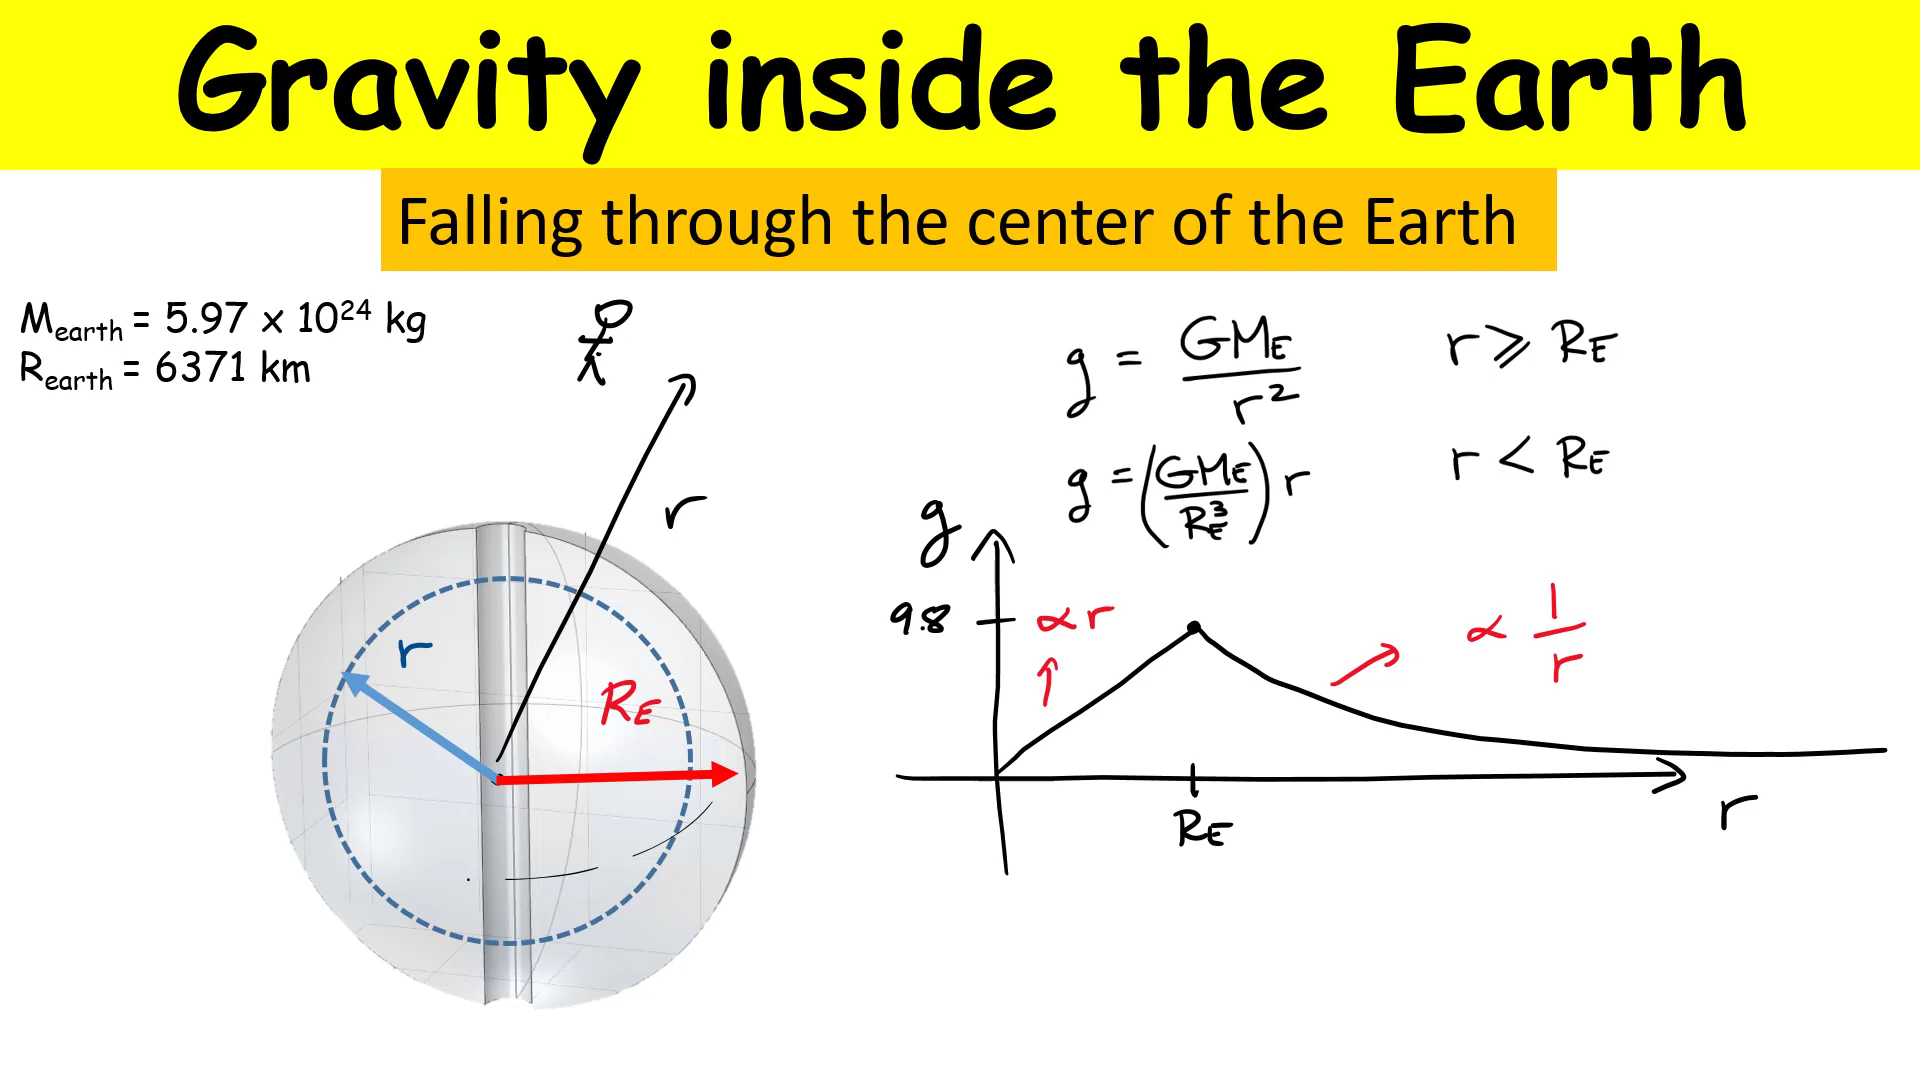 Gravity inside the Earth
Falling through the center of the Earth
Mearth = 5.97 x 10²⁴ kg
Rearth = 6371 km
g = GME / r² r ⩾ RE
g = (GME / RE³) r r < RE
g
9.8
∝ r
∝ 1 / r
RE
r
r
r
RE